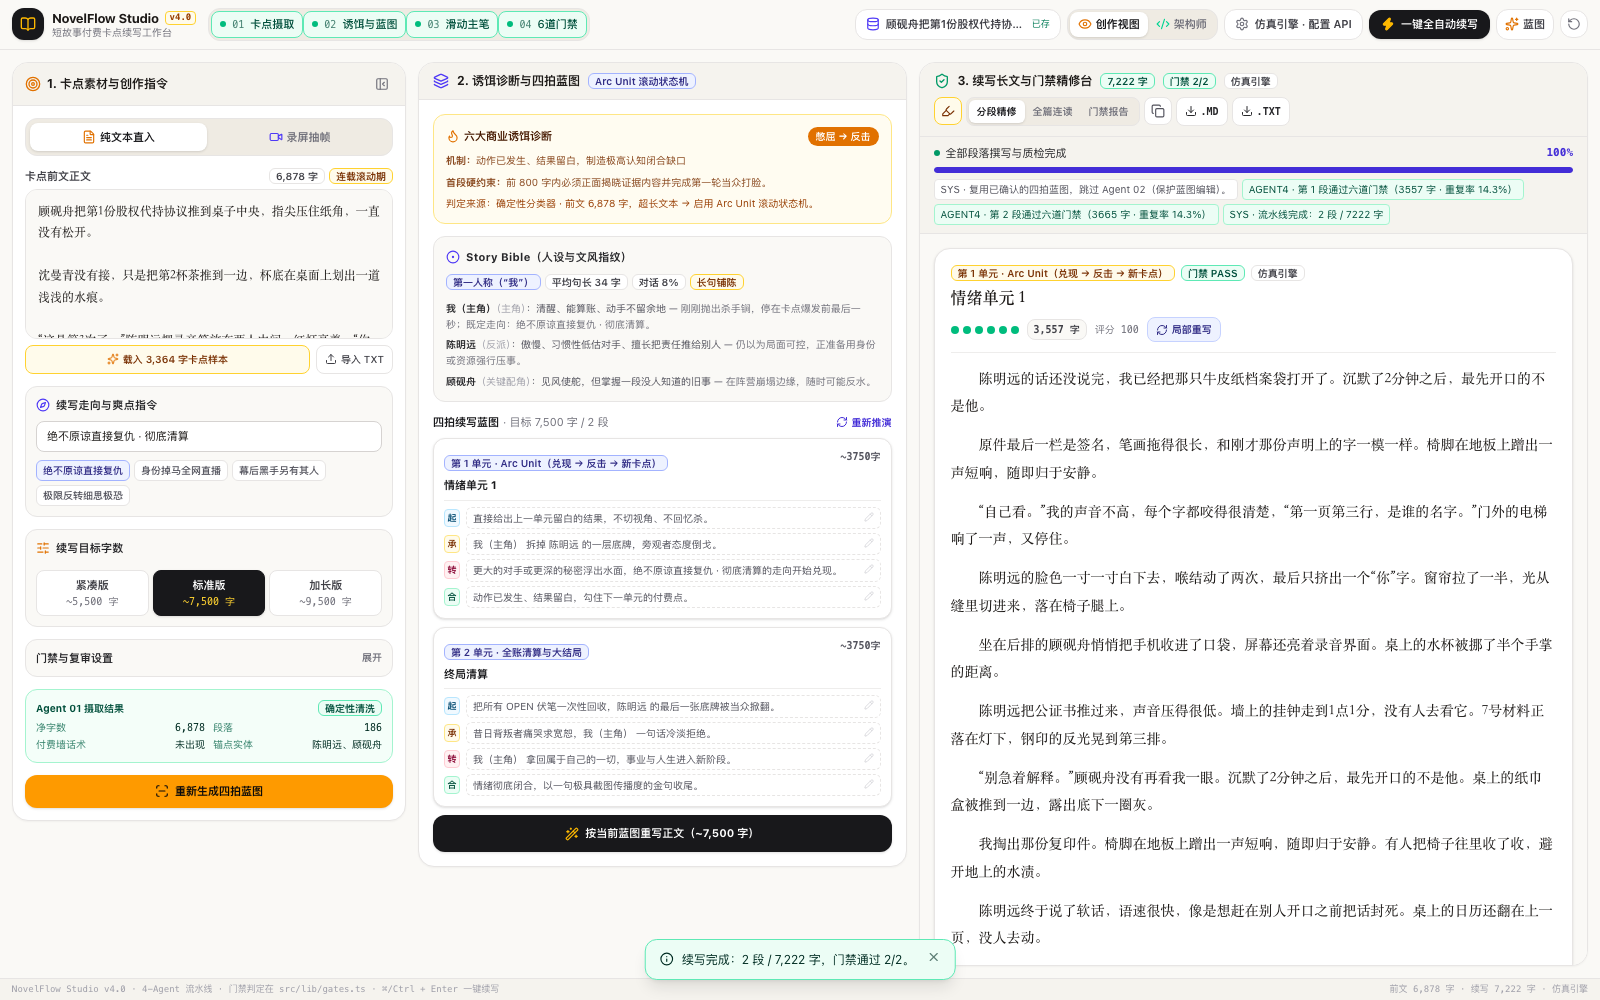 NovelFlow Studio v4.0
短故事付费卡点续写工作台
01 卡点摄取
02 诱饵与蓝图
03 滑动主笔
04 6道门禁
顾砚舟把第1份股权代持协… 已存
创作视图
架构师
仿真引擎 · 配置 API
一键全自动续写
蓝图
1. 卡点素材与创作指令
纯文本直入
录屏抽帧
卡点前文正文
6,878 字
连载滚动期
顾砚舟把第1份股权代持协议推到桌子中央，指尖压住纸角，一直
没有松开。
沈曼青没有接，只是把第2杯茶推到一边，杯底在桌面上划出一道
浅浅的水痕。
载入 3,364 字卡点样本
导入 TXT
续写走向与爽点指令
绝不原谅直接复仇 · 彻底清算
绝不原谅直接复仇
身份掉马全网直播
幕后黑手另有其人
极限反转细思极恐
续写目标字数
紧凑版
~5,500 字
标准版
~7,500 字
加长版
~9,500 字
门禁与复审设置
展开
Agent 01 摄取结果
确定性清洗
净字数 6,878 段落 186
付费墙话术 未出现 锚点实体 陈明远、顾砚舟
重新生成四拍蓝图
2. 诱饵诊断与四拍蓝图
Arc Unit 滚动状态机
六大商业诱饵诊断
憋屈 → 反击
机制：动作已发生、结果留白，制造极高认知闭合缺口
首段硬约束：前 800 字内必须正面揭晓证据内容并完成第一轮当众打脸。
判定来源：确定性分类器 · 前文 6,878 字，超长文本 → 启用 Arc Unit 滚动状态机。
Story Bible（人设与文风指纹）
第一人称（“我”）
平均句长 34 字
对话 8%
长句铺陈
我（主角）（主角）：清醒、能算账、动手不留余地 — 刚刚抛出杀手锏，停在卡点爆发前最后一
秒；既定走向：绝不原谅直接复仇 · 彻底清算。
陈明远（反派）：傲慢、习惯性低估对手、擅长把责任推给别人 — 仍以为局面可控，正准备用身份
或资源强行压事。
顾砚舟（关键配角）：见风使舵，但掌握一段没人知道的旧事 — 在阵营崩塌边缘，随时可能反水。
四拍续写蓝图 · 目标 7,500 字 / 2 段
重新推演
第 1 单元 · Arc Unit（兑现 → 反击 → 新卡点）
~3750字
情绪单元 1
起 直接给出上一单元留白的结果，不切视角、不回忆杀。
承 我（主角） 拆掉 陈明远 的一层底牌，旁观者态度倒戈。
转 更大的对手或更深的秘密浮出水面，绝不原谅直接复仇 · 彻底清算的走向开始兑现。
合 动作已发生、结果留白，勾住下一单元的付费点。
第 2 单元 · 全账清算与大结局
~3750字
终局清算
起 把所有 OPEN 伏笔一次性回收，陈明远 的最后一张底牌被当众掀翻。
承 昔日背叛者痛哭求宽恕，我（主角） 一句话冷淡拒绝。
转 我（主角） 拿回属于自己的一切，事业与人生进入新阶段。
合 情绪彻底闭合，以一句极具截图传播度的金句收尾。
按当前蓝图重写正文（~7,500 字）
3. 续写长文与门禁精修台
7,222 字
门禁 2/2
仿真引擎
分段精修
全篇连读
门禁报告
.MD
.TXT
全部段落撰写与质检完成
100%
SYS · 复用已确认的四拍蓝图，跳过 Agent 02（保护蓝图编辑）。
AGENT4 · 第 1 段通过六道门禁（3557 字 · 重复率 14.3%）
AGENT4 · 第 2 段通过六道门禁（3665 字 · 重复率 14.3%）
SYS · 流水线完成：2 段 / 7222 字
第 1 单元 · Arc Unit（兑现 → 反击 → 新卡点）
门禁 PASS
仿真引擎
情绪单元 1
3,557 字
评分 100
局部重写
陈明远的话还没说完，我已经把那只牛皮纸档案袋打开了。沉默了2分钟之后，最先开口的不
是他。
原件最后一栏是签名，笔画拖得很长，和刚才那份声明上的字一模一样。椅脚在地板上蹭出一
声短响，随即归于安静。
“自己看。”我的声音不高，每个字都咬得很清楚，“第一页第三行，是谁的名字。”门外的电梯
响了一声，又停住。
陈明远的脸色一寸一寸白下去，喉结动了两次，最后只挤出一个“你”字。窗帘拉了一半，光从
缝里切进来，落在椅子腿上。
坐在后排的顾砚舟悄悄把手机收进了口袋，屏幕还亮着录音界面。桌上的水杯被挪了半个手掌
的距离。
陈明远把公证书推过来，声音压得很低。墙上的挂钟走到1点1分，没有人去看它。7号材料正
落在灯下，钢印的反光晃到第三排。
“别急着解释。”顾砚舟没有再看我一眼。沉默了2分钟之后，最先开口的不是他。桌上的纸巾
盒被推到一边，露出底下一圈灰。
我掏出那份复印件。椅脚在地板上蹭出一声短响，随即归于安静。有人把椅子往里收了收，避
开地上的水渍。
陈明远终于说了软话，语速很快，像是想赶在别人开口之前把话封死。桌上的日历还翻在上一
页，没人去动。
续写完成：2 段 / 7,222 字，门禁通过 2/2。
NovelFlow Studio v4.0 · 4-Agent 流水线 · 门禁判定在 src/lib/gates.ts · ⌘/Ctrl + Enter 一键续写
前文 6,878 字 · 续写 7,222 字 · 仿真引擎